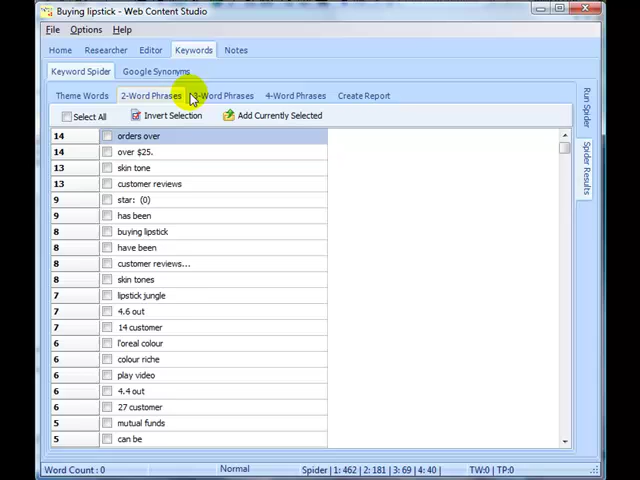 Buying lipstick - Web Content Studio
File Options Help
Home Researcher Editor Keywords Notes
Keyword Spider Google Synonyms
Theme Words 2-Word Phrases -Word Phrases 4-Word Phrases Create Report
Select All Invert Selection Add Currently Selected
14 orders over
14 over $25.
13 skin tone
13 customer reviews
9 star: (0)
9 has been
8 buying lipstick
8 have been
8 customer reviews...
8 skin tones
7 lipstick jungle
7 4.6 out
7 14 customer
6 l'oreal colour
6 colour riche
6 play video
6 4.4 out
6 27 customer
5 mutual funds
5 can be
Run Spider
Spider Results
Word Count : 0 Normal Spider | 1: 462 | 2: 181 | 3: 69 | 4: 40 | TW:0 | TP:0